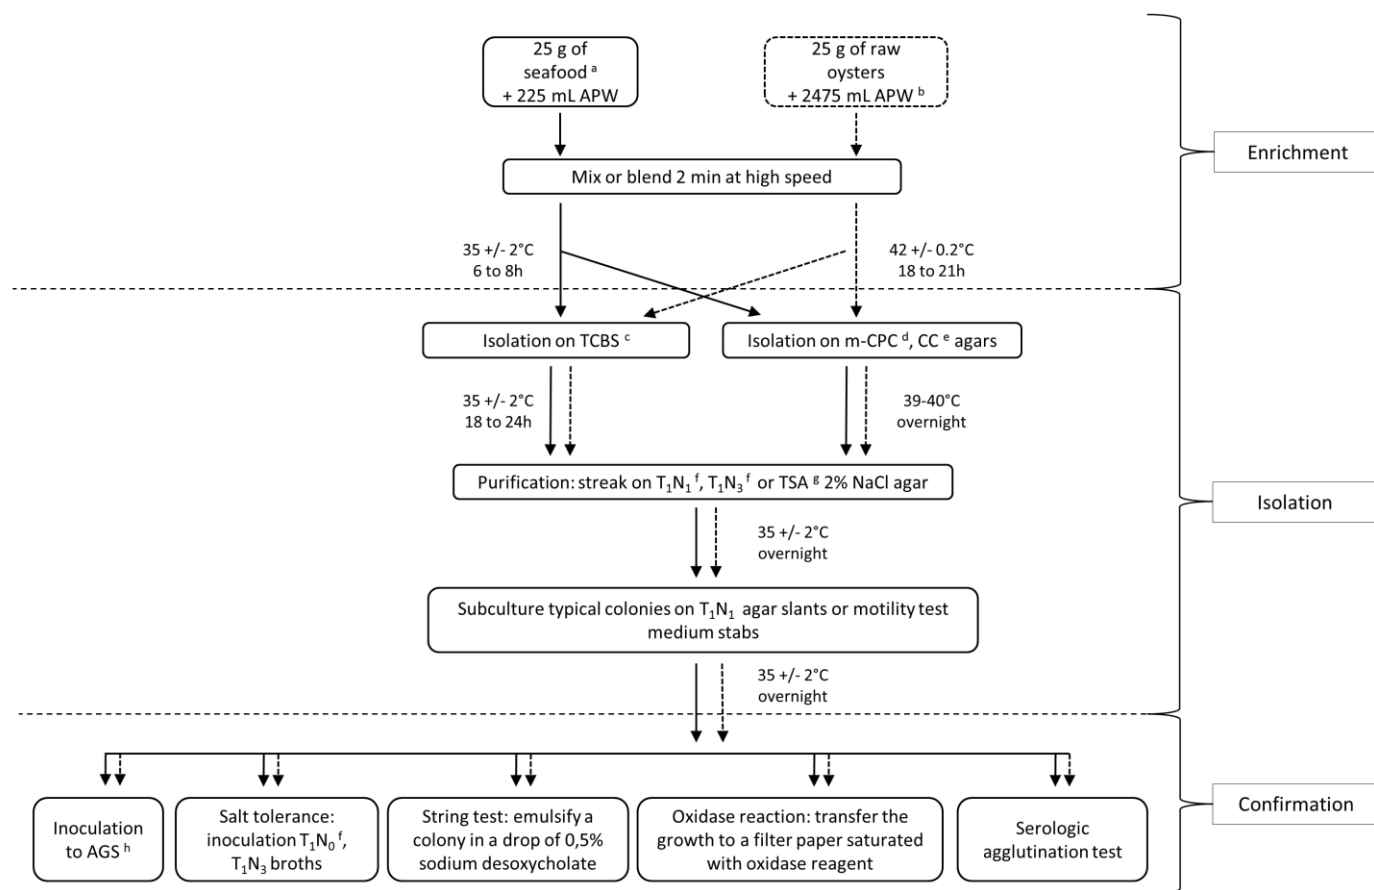 25 g of
seafood ᵃ
+ 225 mL APW
25 g of raw
oysters
+ 2475 mL APW ᵇ
Enrichment
Mix or blend 2 min at high speed
35 +/- 2°C
6 to 8h
42 +/- 0.2°C
18 to 21h
Isolation on TCBS ᶜ
Isolation on m-CPC ᵈ, CC ᵉ agars
35 +/- 2°C
18 to 24h
39-40°C
overnight
Purification: streak on T₁N₁ ᶠ, T₁N₃ ᶠ or TSA ᵍ 2% NaCl agar
Isolation
35 +/- 2°C
overnight
Subculture typical colonies on T₁N₁ agar slants or motility test
medium stabs
35 +/- 2°C
overnight
Inoculation
to AGS ʰ
Salt tolerance:
inoculation T₁N₀ ᶠ,
T₁N₃ broths
String test: emulsify a
colony in a drop of 0,5%
sodium desoxycholate
Oxidase reaction: transfer the
growth to a filter paper saturated
with oxidase reagent
Serologic
agglutination test
Confirmation